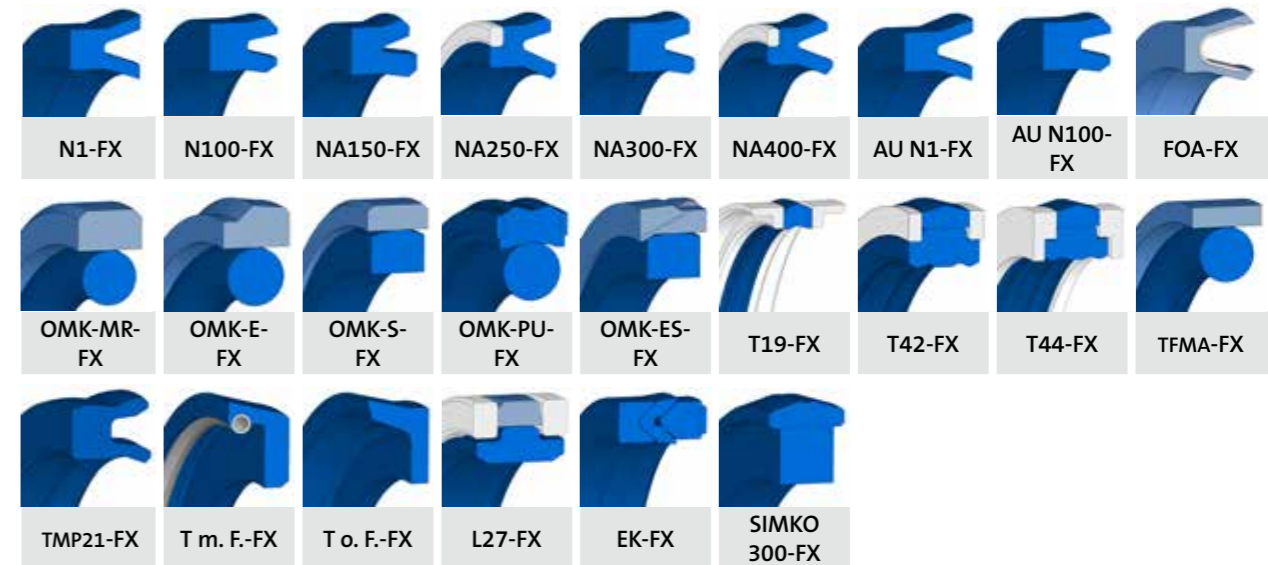 N1-FX
N100-FX
NA150-FX
NA250-FX
NA300-FX
NA400-FX
AU N1-FX
AU N100-
FX
FOA-FX
OMK-MR-
FX
OMK-E-
FX
OMK-S-
FX
OMK-PU-
FX
OMK-ES-
FX
T19-FX
T42-FX
T44-FX
TFMA-FX
TMP21-FX
T m. F.-FX
T o. F.-FX
L27-FX
EK-FX
SIMKO
300-FX